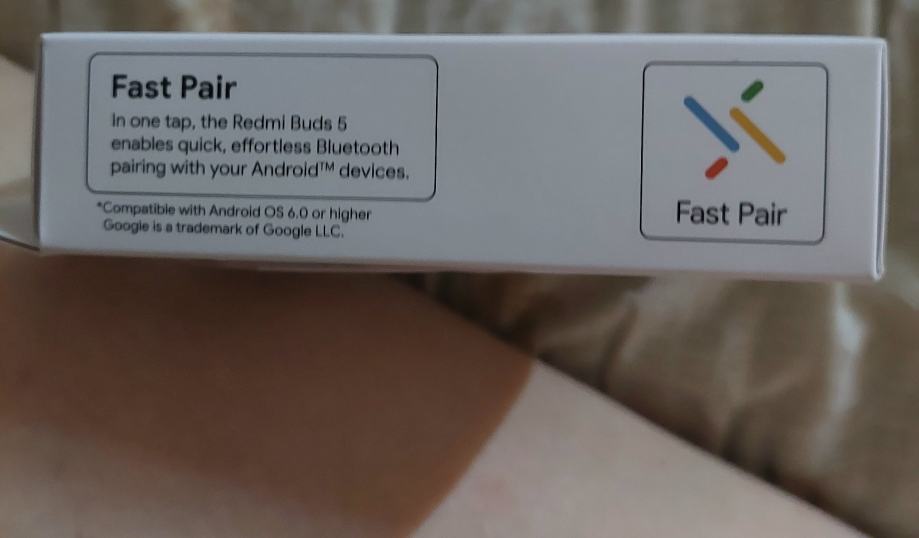 Fast Pair
In one tap, the Redmi Buds 5
enables quick, effortless Bluetooth
pairing with your Android™ devices.
*Compatible with Android OS 6.0 or higher
Google is a trademark of Google LLC.
Fast Pair